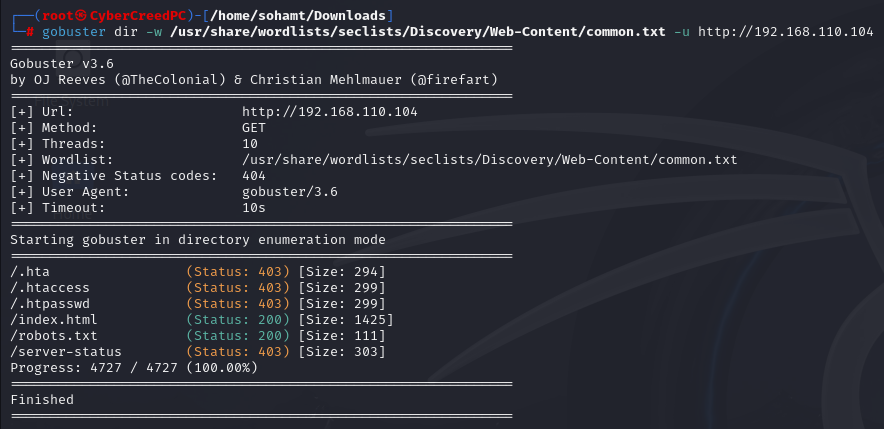 ┌──(root㉿CyberCreedPC)-[/home/sohamt/Downloads]
└─# gobuster dir -w /usr/share/wordlists/seclists/Discovery/Web-Content/common.txt -u http://192.168.110.104
===============================================================
Gobuster v3.6
by OJ Reeves (@TheColonial) & Christian Mehlmauer (@firefart)
===============================================================
[+] Url:                     http://192.168.110.104
[+] Method:                  GET
[+] Threads:                 10
[+] Wordlist:                /usr/share/wordlists/seclists/Discovery/Web-Content/common.txt
[+] Negative Status codes:   404
[+] User Agent:              gobuster/3.6
[+] Timeout:                 10s
===============================================================
Starting gobuster in directory enumeration mode
===============================================================
/.hta                 (Status: 403) [Size: 294]
/.htaccess            (Status: 403) [Size: 299]
/.htpasswd            (Status: 403) [Size: 299]
/index.html           (Status: 200) [Size: 1425]
/robots.txt           (Status: 200) [Size: 111]
/server-status        (Status: 403) [Size: 303]
Progress: 4727 / 4727 (100.00%)
===============================================================
Finished
===============================================================